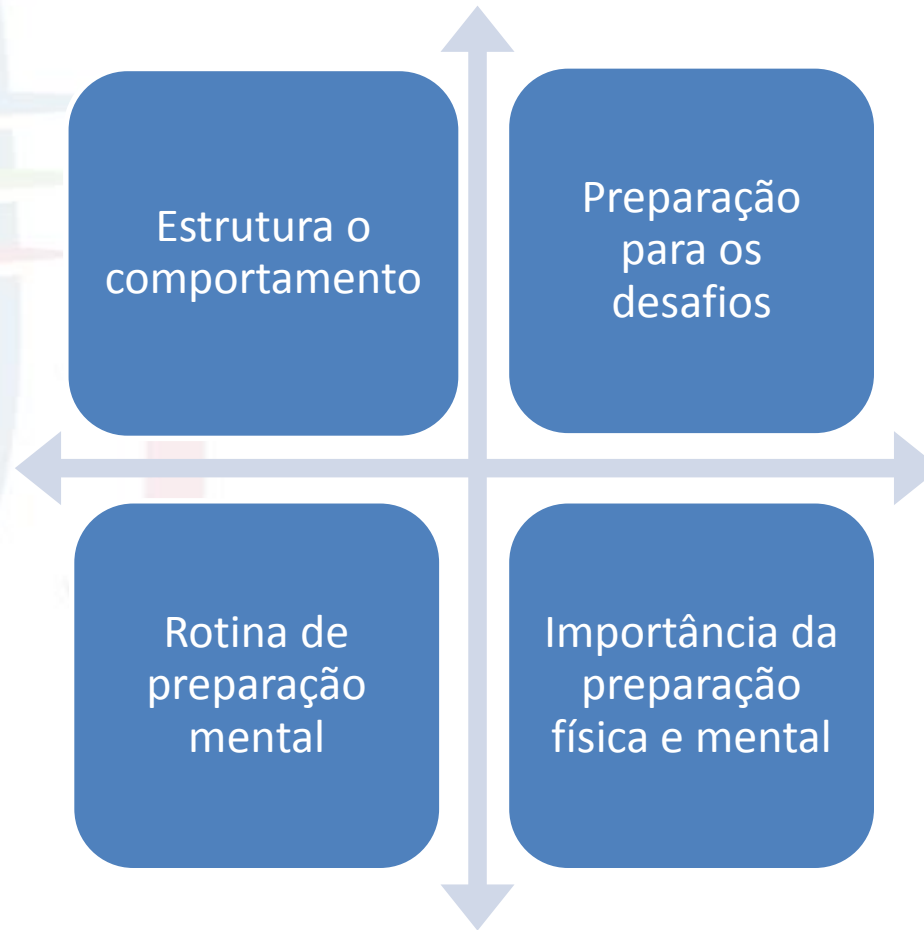 Estrutura o
comportamento
Preparação
para os
desafios
Rotina de
preparação
mental
Importância da
preparação
física e mental